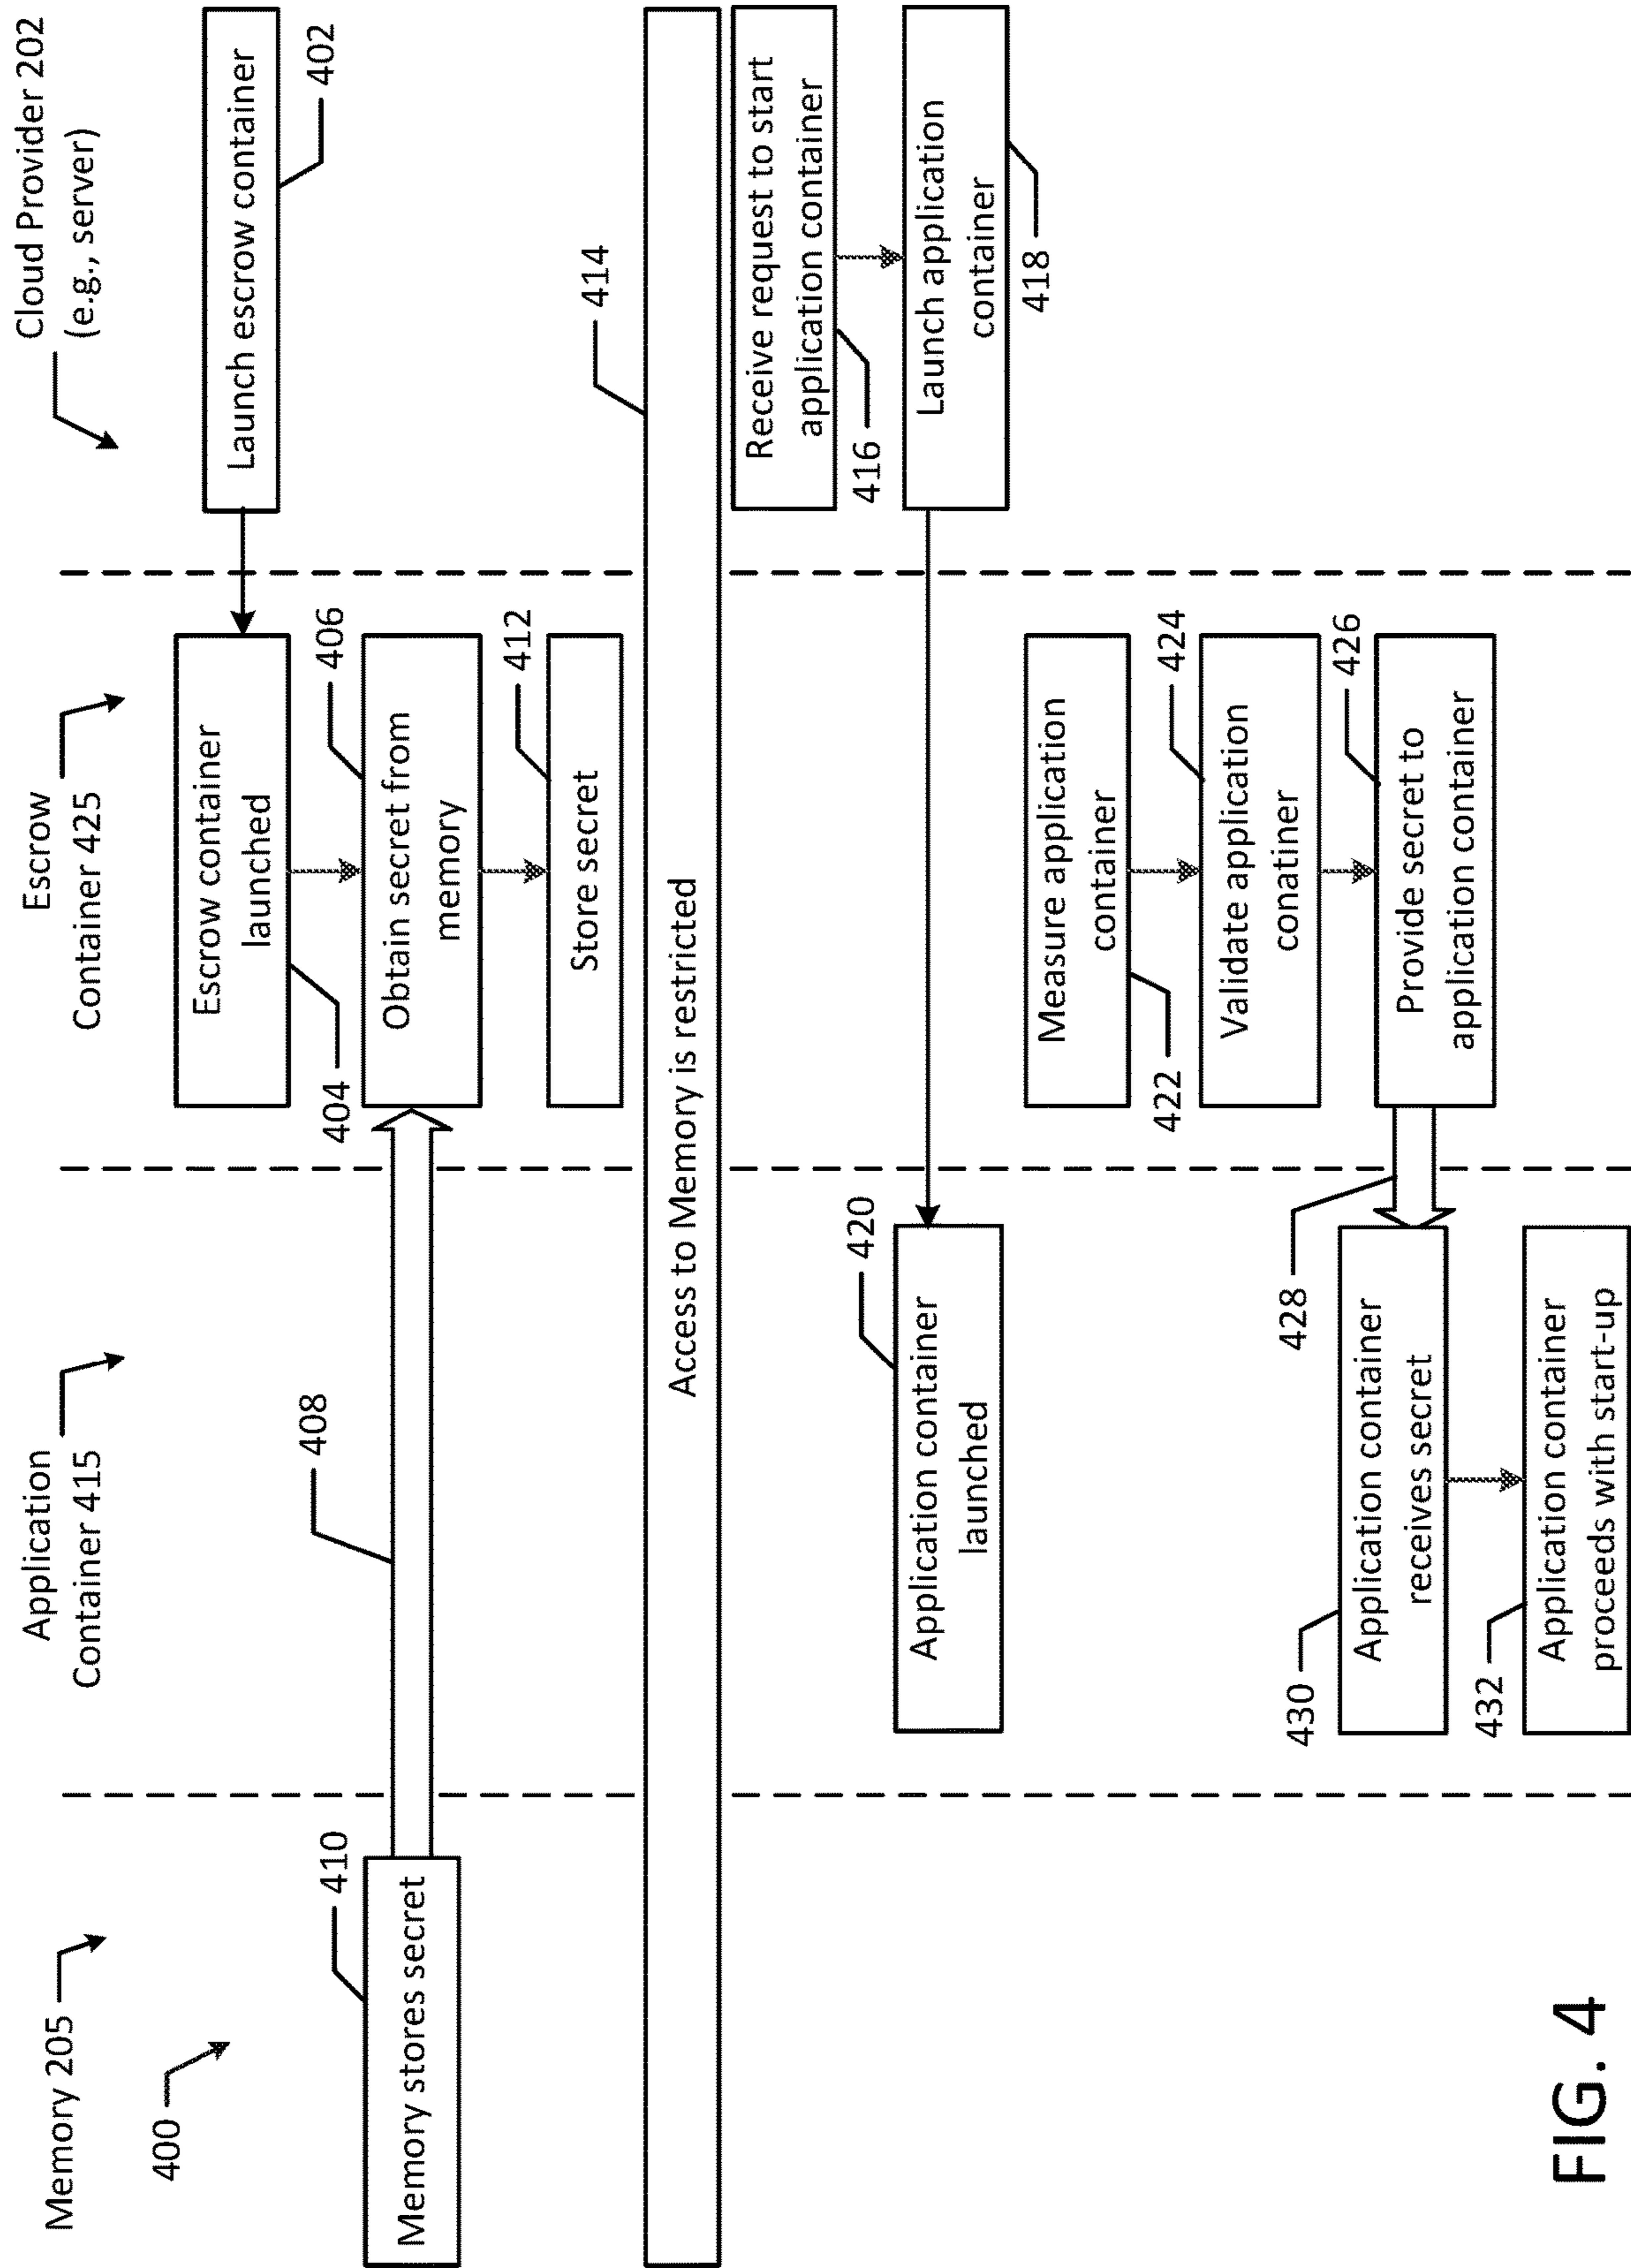 Memory 205
Application
Container 415
Escrow
Container 425
Cloud Provider 202
(e.g., server)
400
Launch escrow container
402
Escrow container
launched
404
410
Memory stores secret
408
406
Obtain secret from
memory
412
Store secret
414
Access to Memory is restricted
Receive request to start
application container
416
Launch application
container
418
420
Application container
launched
Measure application
container
422
424
Validate application
conatiner
426
Provide secret to
application container
428
430
Application container
receives secret
432
Application container
proceeds with start-up
FIG. 4